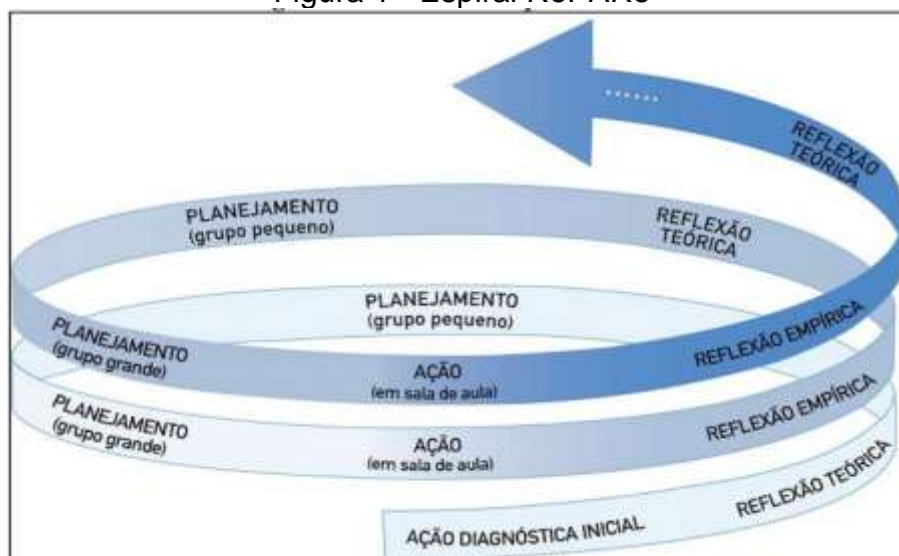 REFLEXÃO
TEÓRICA
PLANEJAMENTO
(grupo pequeno)
REFLEXÃO
TEÓRICA
PLANEJAMENTO
(grupo pequeno)
PLANEJAMENTO
(grupo grande)
AÇÃO
(em sala de aula)
REFLEXÃO EMPÍRICA
PLANEJAMENTO
(grupo grande)
AÇÃO
(em sala de aula)
REFLEXÃO EMPÍRICA
AÇÃO DIAGNÓSTICA INICIAL
REFLEXÃO TEÓRICA